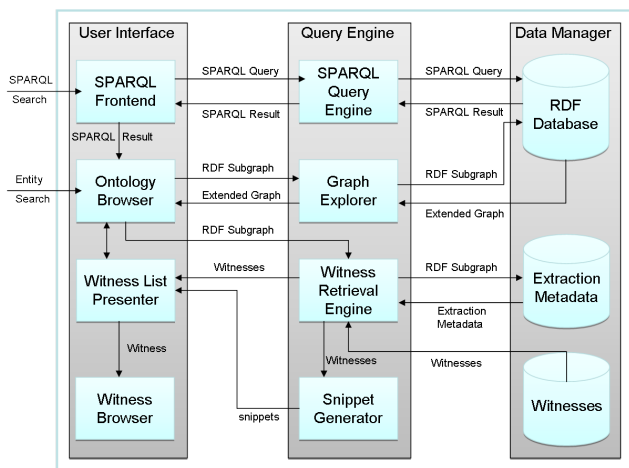 User Interface
Query Engine
Data Manager
SPARQL
Search
SPARQL
Frontend
SPARQL Query
SPARQL
Query
Engine
SPARQL Query
SPARQL Result
SPARQL Result
RDF
Database
SPARQL Result
Entity
Search
Ontology
Browser
RDF Subgraph
Extended Graph
Graph
Explorer
RDF Subgraph
Extended Graph
RDF Subgraph
Witness List
Presenter
Witnesses
Witness
Retrieval
Engine
RDF Subgraph
Extraction
Metadata
Extraction
Metadata
Witness
Witnesses
Witnesses
Witness
Browser
snippets
Snippet
Generator
Witnesses